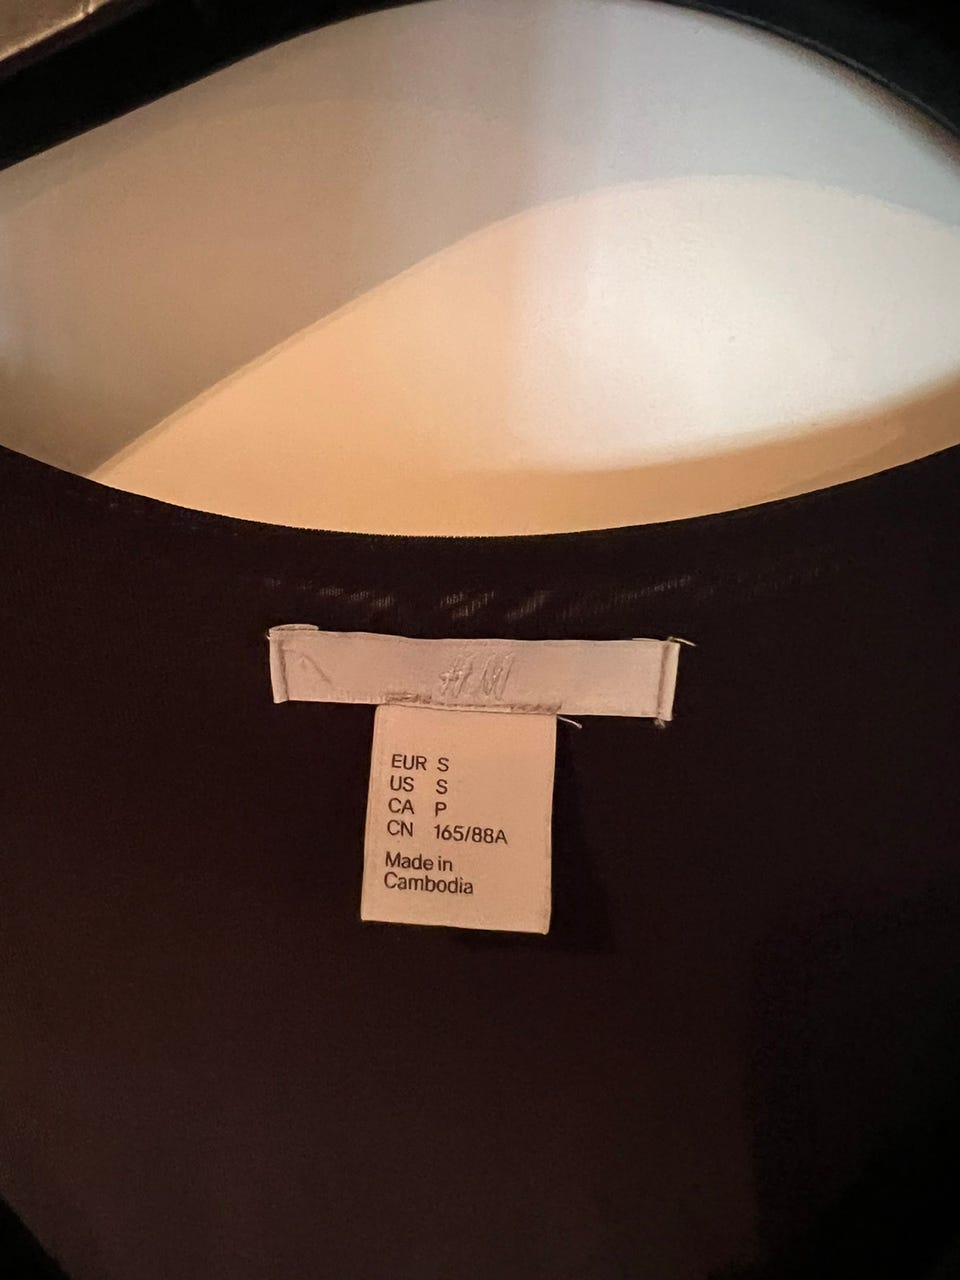 H&M
EUR S
US S
CA P
CN 165/88A
Made in
Cambodia